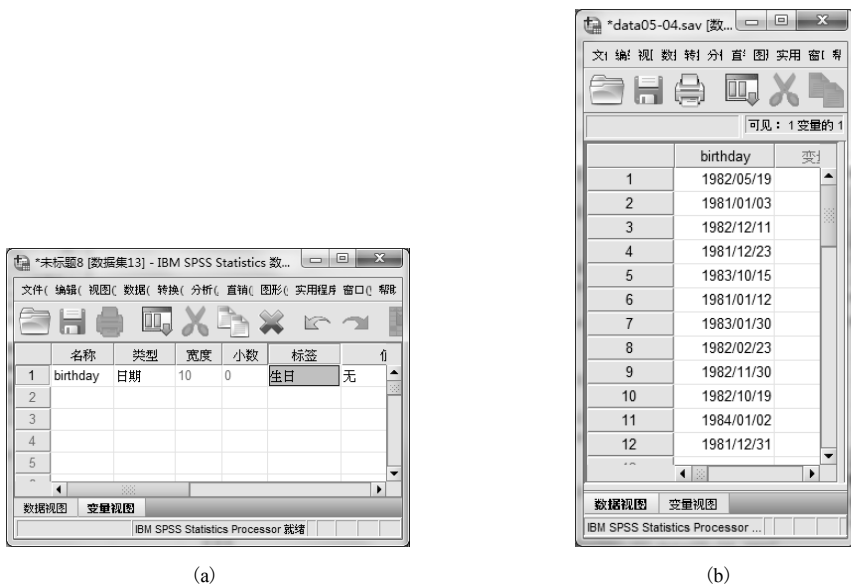 *未标题8 [数据集13] - IBM SPSS Statistics 数...
文件( 编辑( 视图( 数据( 转换( 分析( 直销( 图形( 实用程序 窗口( 帮助
名称 类型 宽度 小数 标签
1 birthday 日期 10 0 生日 无
2
3
4
5
数据视图 变量视图
IBM SPSS Statistics Processor 就绪
(a)
*data05-04.sav [数...
实用
可见: 1 变量的 1
birthday
1 1982/05/19
2 1981/01/03
3 1982/12/11
4 1981/12/23
5 1983/10/15
6 1981/01/12
7 1983/01/30
8 1982/02/23
9 1982/11/30
10 1982/10/19
11 1984/01/02
12 1981/12/31
数据视图 变量视图
IBM SPSS Statistics Processor ...
(b)